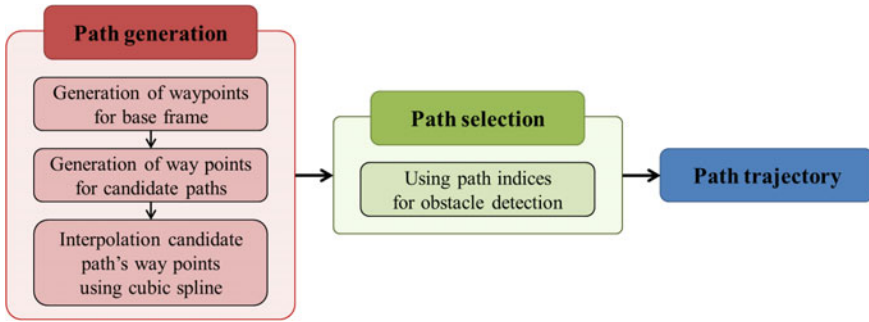 Path generation
Generation of waypoints
for base frame
Generation of way points
for candidate paths
Interpolation candidate
path's way points
using cubic spline
Path selection
Using path indices
for obstacle detection
Path trajectory